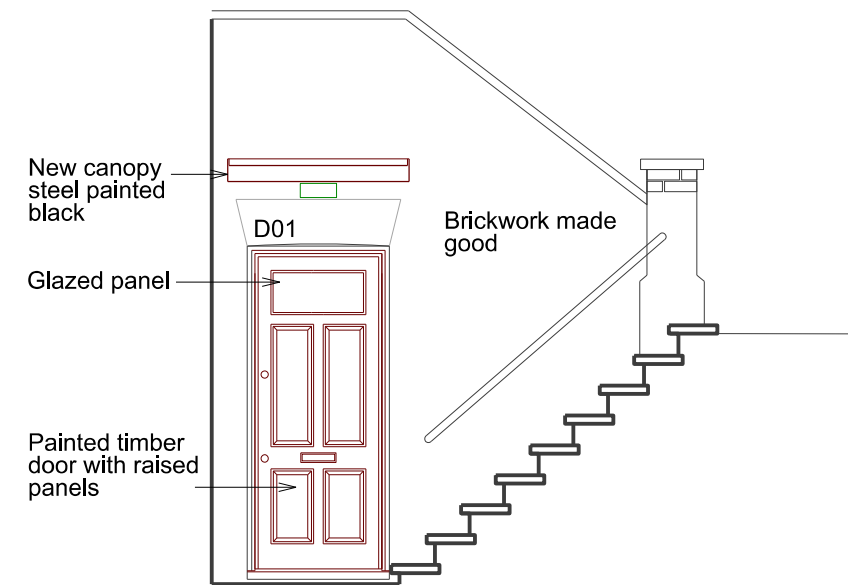 New canopy
steel painted
black
D01
Brickwork made
good
Glazed panel
Painted timber
door with raised
panels